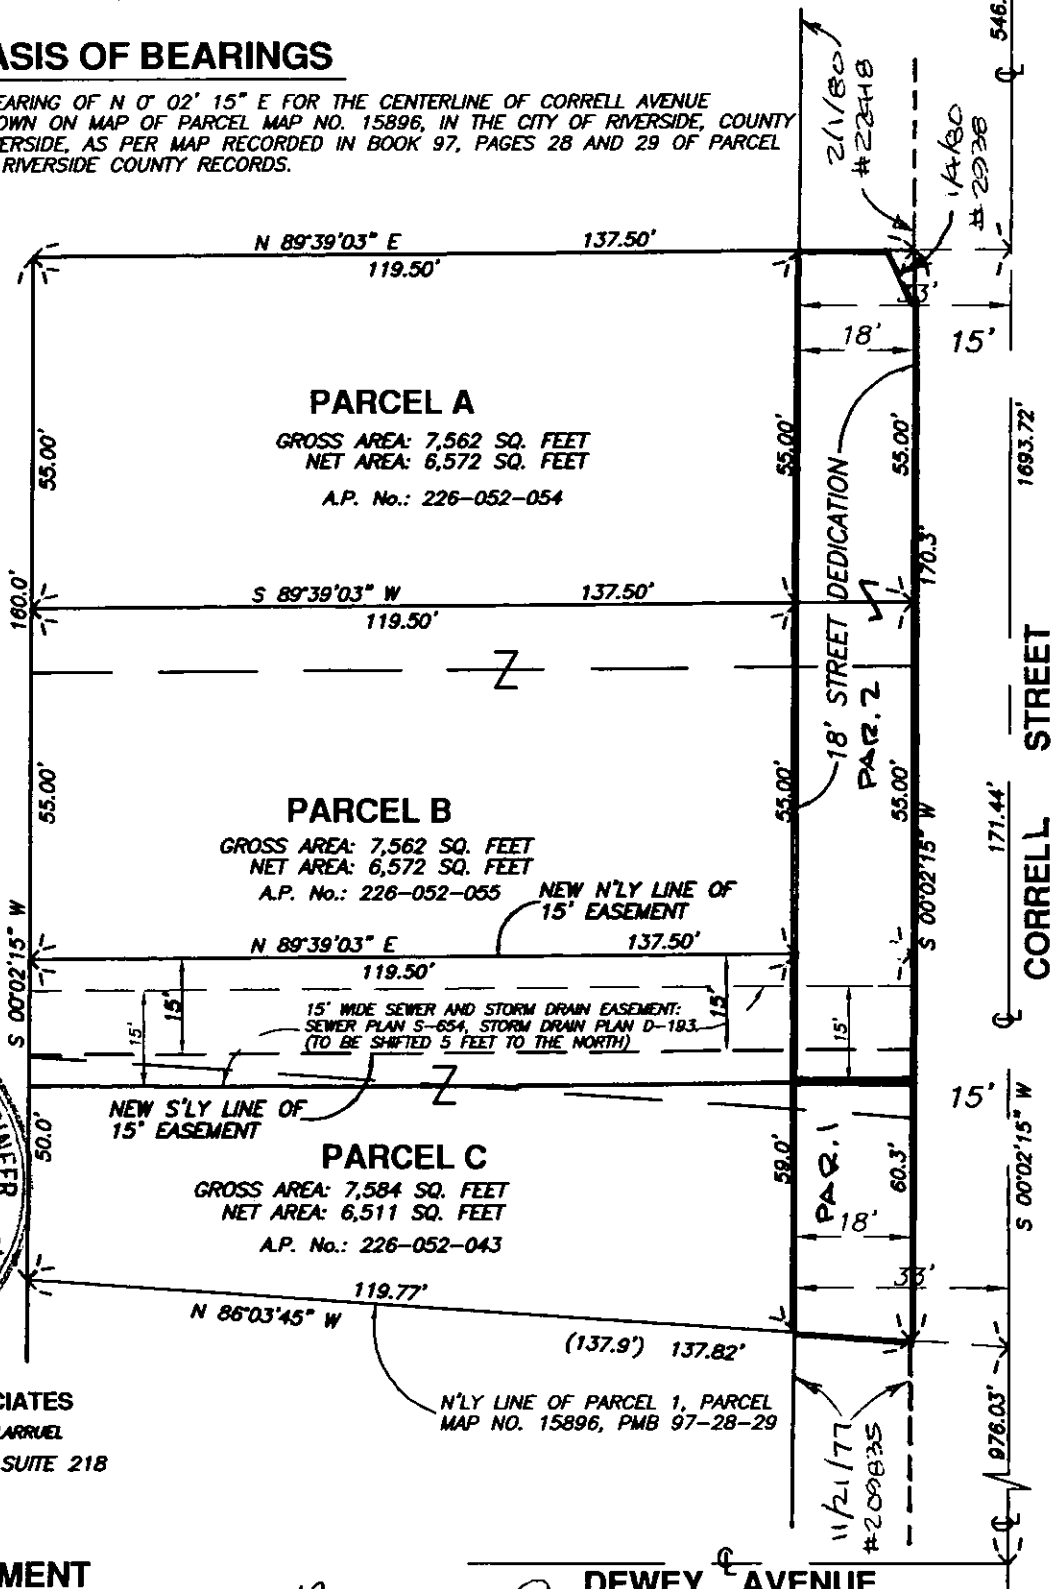 ASIS OF BEARINGS
EARING OF N 0° 02' 15" E FOR THE CENTERLINE OF CORRELL AVENUE
OWN ON MAP OF PARCEL MAP NO. 15896, IN THE CITY OF RIVERSIDE, COUNTY
ERSIDE, AS PER MAP RECORDED IN BOOK 97, PAGES 28 AND 29 OF PARCEL
RIVERSIDE COUNTY RECORDS.
2/1/80
#22448
1/4/80
#2938
546.
N 89°39'03" E 137.50'
119.50'
33'
18' 15'
PARCEL A
GROSS AREA: 7,562 SQ. FEET
NET AREA: 6,572 SQ. FEET
A.P. No.: 226-052-054
55.00'
55.00'
55.00'
1693.72'
170.3'
160.0'
S 89°39'03" W 137.50'
119.50'
18' STREET DEDICATION
PAR. 2
Z
CORRELL STREET
PARCEL B
GROSS AREA: 7,562 SQ. FEET
NET AREA: 6,572 SQ. FEET
A.P. No.: 226-052-055
55.00'
55.00'
55.00'
171.44'
S 00°02'15" W
S 00°02'15" W
NEW N'LY LINE OF
15' EASEMENT
N 89°39'03" E 137.50'
119.50'
15'
15'
15'
15'
15' WIDE SEWER AND STORM DRAIN EASEMENT:
SEWER PLAN S-654, STORM DRAIN PLAN D-193
(TO BE SHIFTED 5 FEET TO THE NORTH)
Z
NEW S'LY LINE OF
15' EASEMENT
15'
S 00°02'15" W
PARCEL C
GROSS AREA: 7,584 SQ. FEET
NET AREA: 6,511 SQ. FEET
A.P. No.: 226-052-043
50.0'
59.0'
60.3'
PAR. 1
18'
33'
119.77'
N 86°03'45" W
(137.9') 137.82'
N'LY LINE OF PARCEL 1, PARCEL
MAP NO. 15896, PMB 97-28-29
11/21/77
#209835
976.03'
CIATES
ARRUEL
SUITE 218
MENT
DEWEY AVENUE